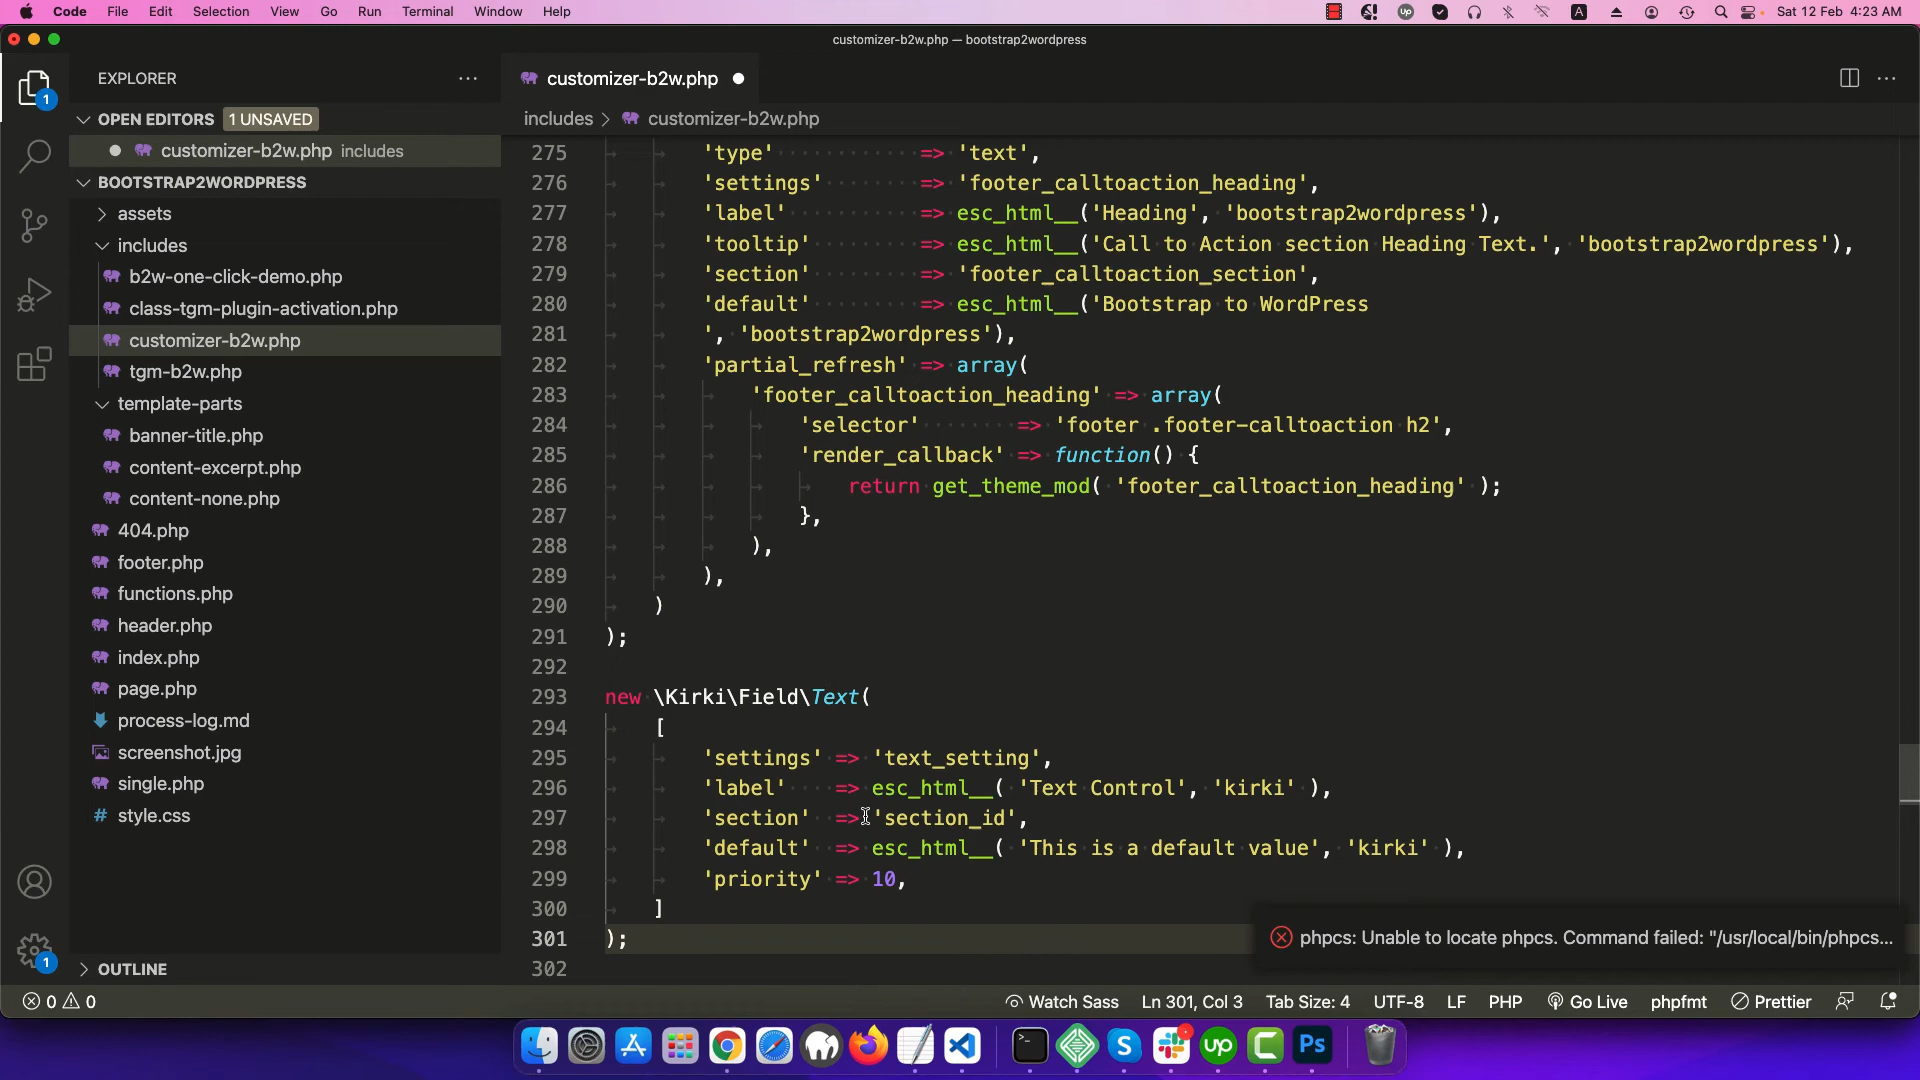 Code File Edit Selection View Go Run Terminal Window Help
Sat 12 Feb 4:23 AM
customizer-b2w.php — bootstrap2wordpress
EXPLORER
OPEN EDITORS 1 UNSAVED
customizer-b2w.php includes
BOOTSTRAP2WORDPRESS
assets
includes
b2w-one-click-demo.php
class-tgm-plugin-activation.php
customizer-b2w.php
tgm-b2w.php
template-parts
banner-title.php
content-excerpt.php
content-none.php
404.php
footer.php
functions.php
header.php
index.php
page.php
process-log.md
screenshot.jpg
single.php
style.css
OUTLINE
customizer-b2w.php
includes > customizer-b2w.php
275 'type' => 'text',
276 'settings' => 'footer_calltoaction_heading',
277 'label' => esc_html__('Heading', 'bootstrap2wordpress'),
278 'tooltip' => esc_html__('Call to Action section Heading Text.', 'bootstrap2wordpress'),
279 'section' => 'footer_calltoaction_section',
280 'default' => esc_html__('Bootstrap to WordPress
281 ', 'bootstrap2wordpress'),
282 'partial_refresh' => array(
283 'footer_calltoaction_heading' => array(
284 'selector' => 'footer .footer-calltoaction h2',
285 'render_callback' => function() {
286 return get_theme_mod( 'footer_calltoaction_heading' );
287 },
288 ),
289 ),
290 )
291 );
292
293 new \Kirki\Field\Text(
294 [
295 'settings' => 'text_setting',
296 'label' => esc_html__( 'Text Control', 'kirki' ),
297 'section' => 'section_id',
298 'default' => esc_html__( 'This is a default value', 'kirki' ),
299 'priority' => 10,
300 ]
301 );
302
phpcs: Unable to locate phpcs. Command failed: "/usr/local/bin/phpcs...
0 0 Watch Sass Ln 301, Col 3 Tab Size: 4 UTF-8 LF PHP Go Live phpfmt Prettier